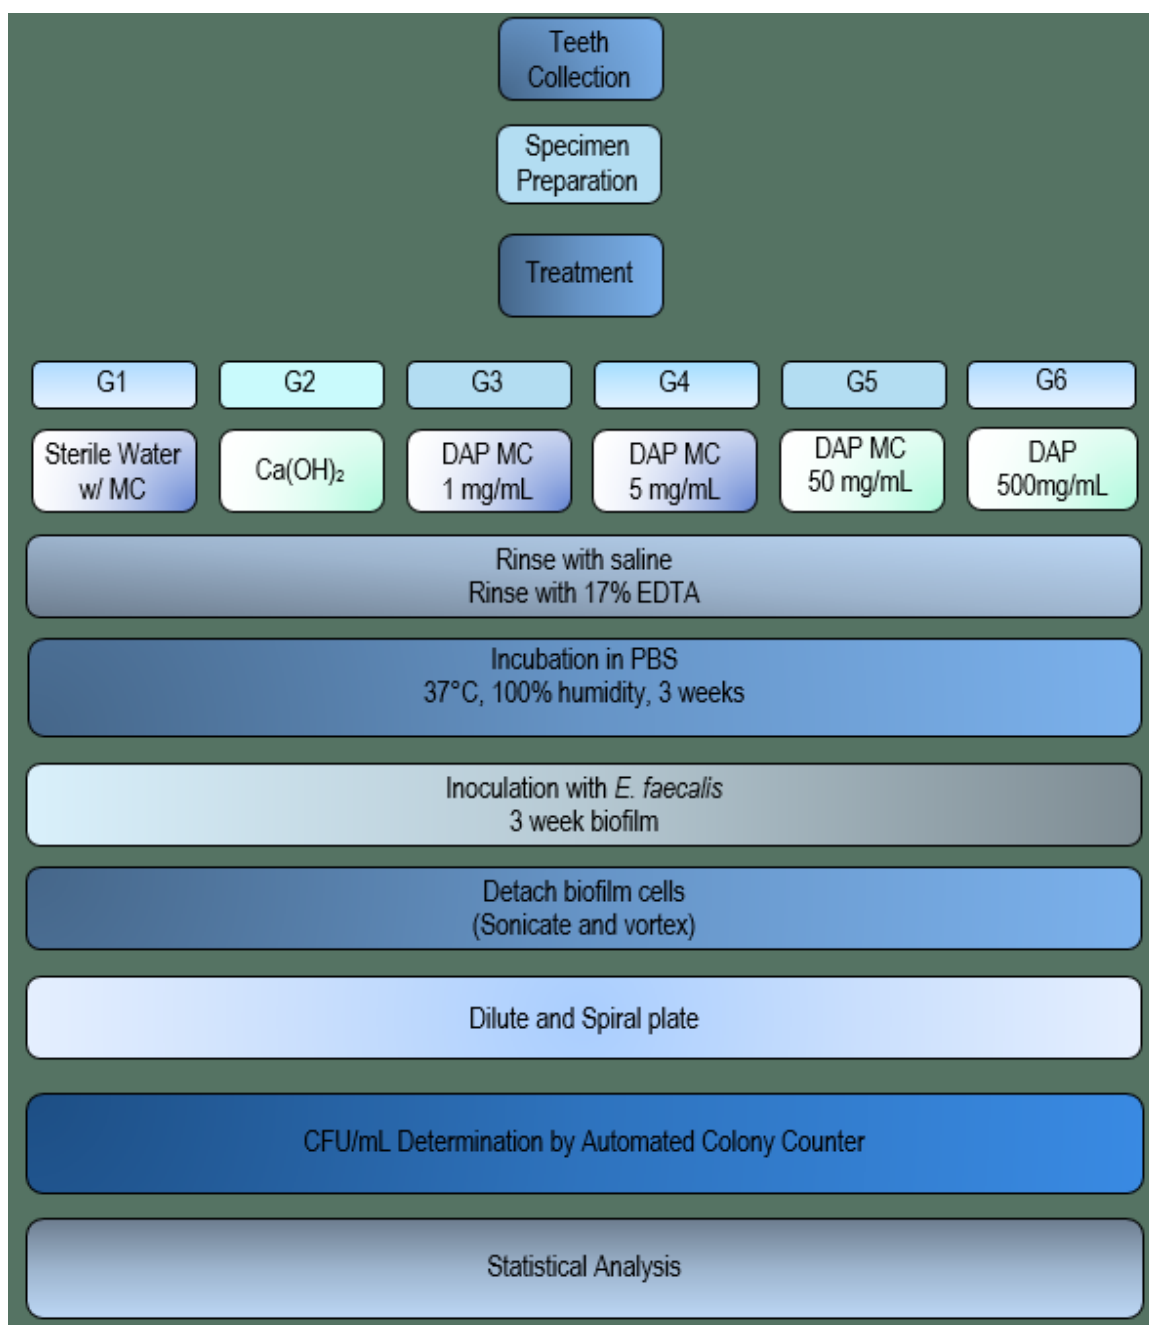 Teeth
Collection
Specimen
Preparation
Treatment
G1
G2
G3
G4
G5
G6
Sterile Water
w/ MC
Ca(OH)₂
DAP MC
1 mg/mL
DAP MC
5 mg/mL
DAP MC
50 mg/mL
DAP
500mg/mL
Rinse with saline
Rinse with 17% EDTA
Incubation in PBS
37°C, 100% humidity, 3 weeks
Inoculation with E. faecalis
3 week biofilm
Detach biofilm cells
(Sonicate and vortex)
Dilute and Spiral plate
CFU/mL Determination by Automated Colony Counter
Statistical Analysis